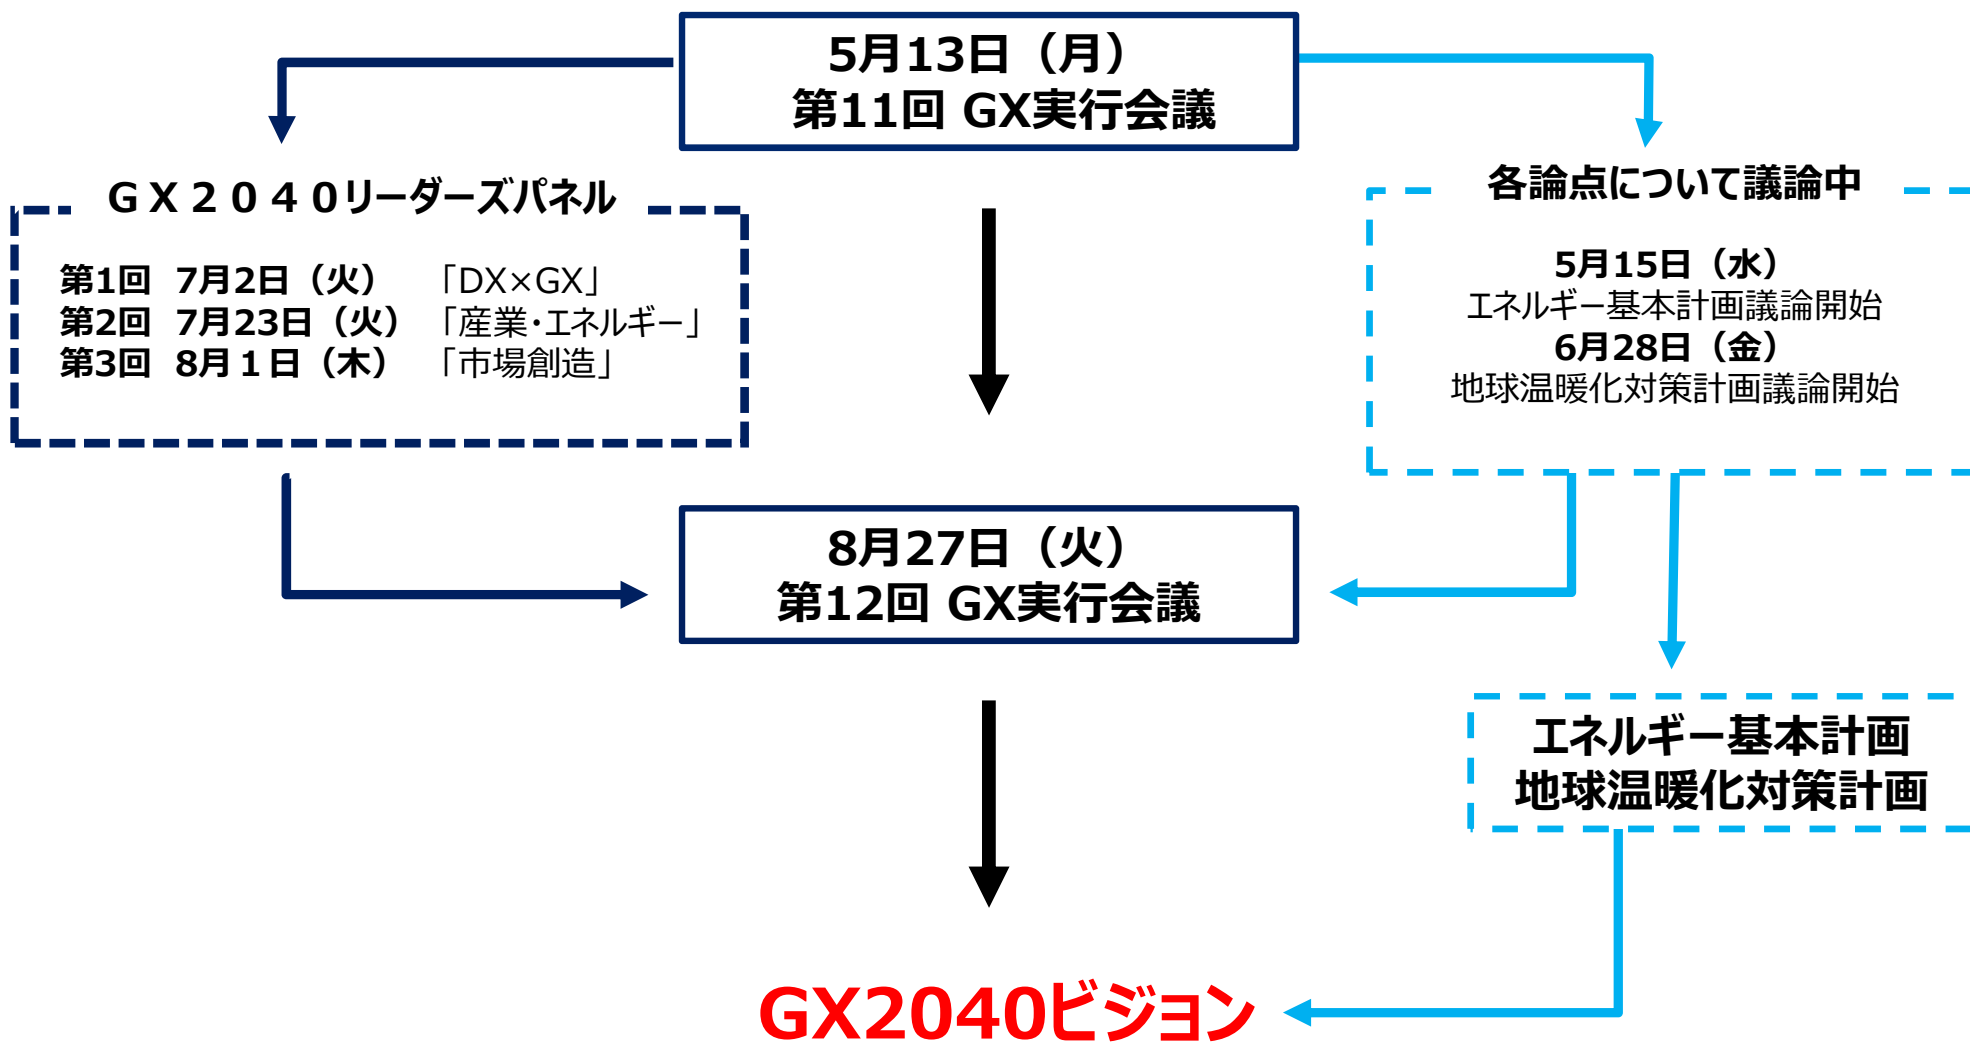 5月13日（月）
第11回 GX実行会議
ＧＸ２０４０リーダーズパネル
第1回 7月2日（火） 「DX×GX」
第2回 7月23日（火） 「産業・エネルギー」
第3回 8月１日（木） 「市場創造」
各論点について議論中
5月15日（水）
エネルギー基本計画議論開始
6月28日（金）
地球温暖化対策計画議論開始
8月27日（火）
第12回 GX実行会議
エネルギー基本計画
地球温暖化対策計画
GX2040ビジョン